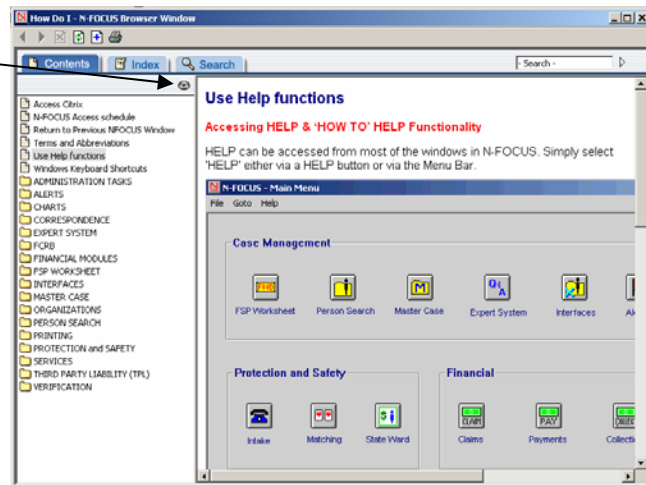 How Do I - N-FOCUS Browser Window
Contents Index Search - Search -
Access Citrix
N-FOCUS Access schedule
Return to Previous NFOCUS Window
Terms and Abbreviations
Use Help functions
Windows Keyboard Shortcuts
ADMINISTRATION TASKS
ALERTS
CHARTS
CORRESPONDENCE
EXPERT SYSTEM
FCRB
FINANCIAL MODULES
FSP WORKSHEET
INTERFACES
MASTER CASE
ORGANIZATIONS
PERSON SEARCH
PRINTING
PROTECTION and SAFETY
SERVICES
THIRD PARTY LIABILITY (TPL)
VERIFICATION
Use Help functions
Accessing HELP & 'HOW TO' HELP Functionality
HELP can be accessed from most of the windows in N-FOCUS. Simply select
'HELP' either via a HELP button or via the Menu Bar.
N-FOCUS - Main Menu
File Goto Help
Case Management
FSP Worksheet Person Search Master Case Expert System Interfaces
Protection and Safety Financial
CLAIM PAY
Intake Matching State Ward Claims Payments Collecti